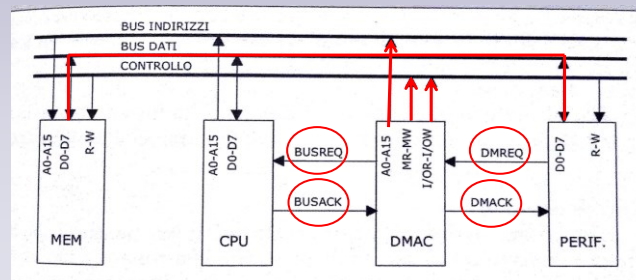 BUS INDIRIZZI
BUS DATI
CONTROLLO
A0-A15
D0-D7
R-W
MEM
A0-A15
D0-D7
CPU
BUSREQ
BUSACK
A0-A15
MR-MW
I/OR-I/OW
DMAC
DMREQ
DMACK
D0-D7
R-W
PERIF.